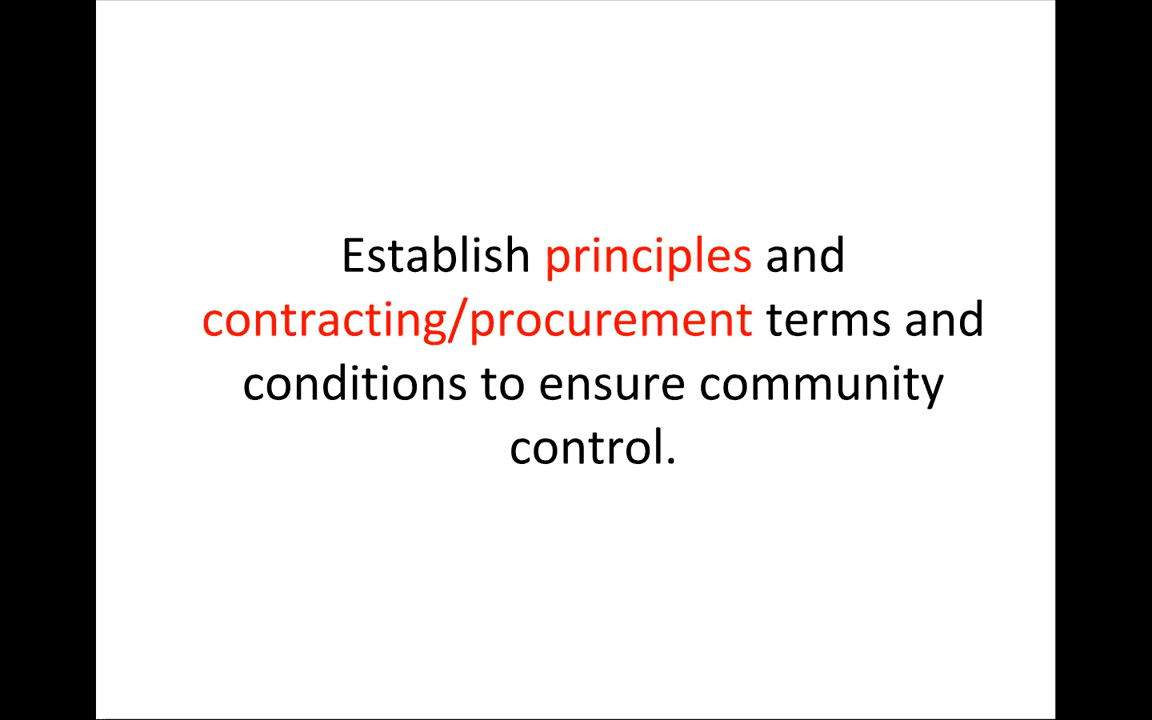 Establish principles and
contracting/procurement terms and
conditions to ensure community
control.